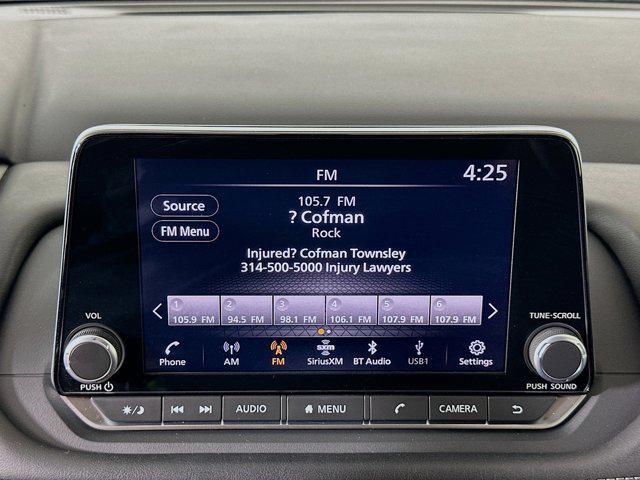 FM
4:25
105.7 FM
Source
? Cofman
FM Menu
Rock
Injured? Cofman Townsley
314-500-5000 Injury Lawyers
1 2 3 4 5 6
105.9 FM 94.5 FM 98.1 FM 106.1 FM 107.9 FM 107.9 FM
VOL
TUNE-SCROLL
Phone AM FM SiriusXM BT Audio USB1 Settings
sxm
PUSH
PUSH SOUND
AUDIO MENU CAMERA